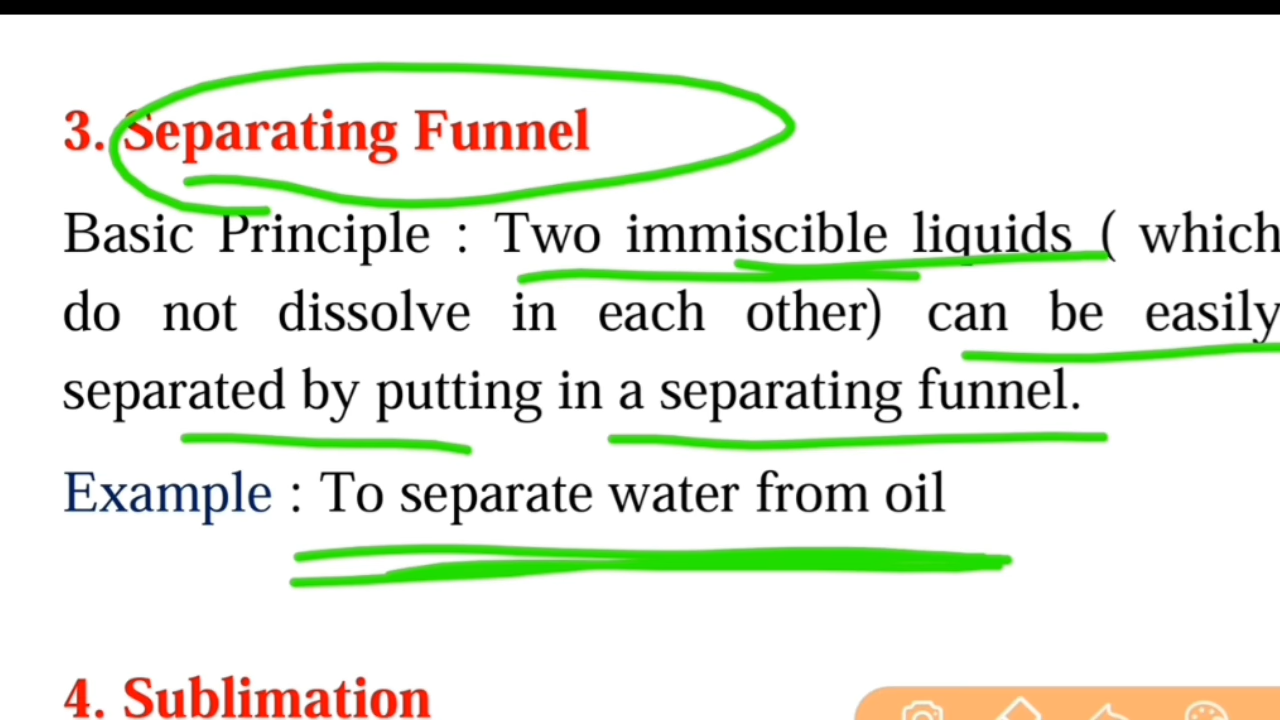 3. Separating Funnel
Basic Principle : Two immiscible liquids ( which
do not dissolve in each other) can be easily
separated by putting in a separating funnel.
Example : To separate water from oil
4. Sublimation